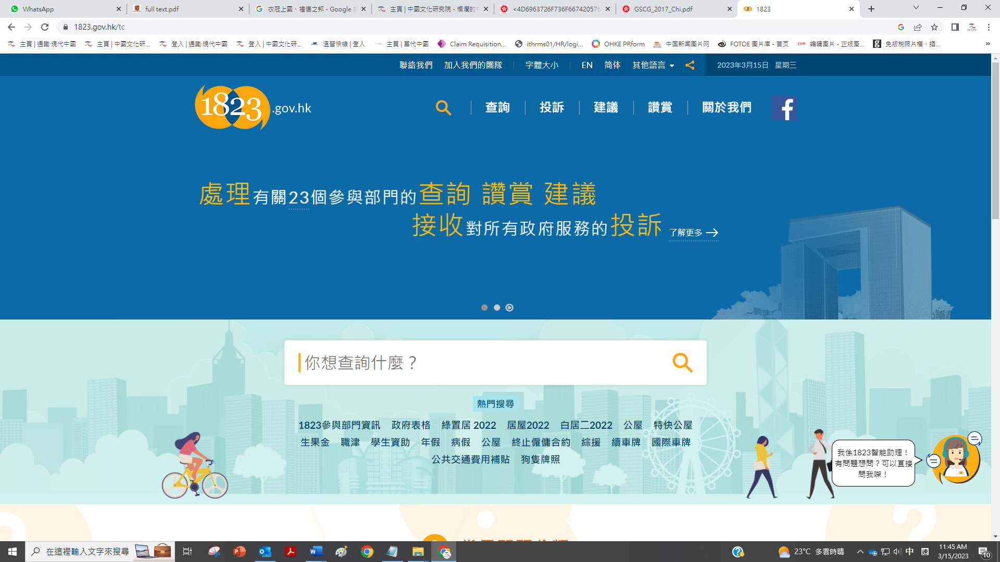 WhatsApp
full text.pdf
衣冠上國、禮儀之邦 - Google
主頁 | 中國文化研究院 - 燦爛的中
<4D6963726F736F667420576
GSCG_2017_Chi.pdf
1823
1823.gov.hk/tc
主頁 | 通識·現代中國
主頁 | 中國文化研...
登入 | 通識·現代中國
登入 | 中國文化研...
溫習快線 | 登入
主頁 | 當代中國
Claim Requisition...
ithrms01/HR/logi...
OHKE PRform
中国新闻图片网
FOTOE 图片库 - 首页
CFP
编辑图片 - 正版图...
免版稅照片檔、插...
聯絡我們 加入我們的團隊 字體大小 EN 简体 其他語言 2023年3月15日 星期三
1823.gov.hk
查詢 投訴 建議 讚賞 關於我們
處理有關23個參與部門的查詢 讚賞 建議
接收對所有政府服務的投訴 了解更多
你想查詢什麼？
熱門搜尋
1823參與部門資訊 政府表格 綠置居 2022 居屋2022 白居二2022 公屋 特快公屋
生果金 職津 學生資助 年假 病假 公屋 終止僱傭合約 綜援 續車牌 國際車牌
公共交通費用補貼 狗隻牌照
我係1823智能助理！
有問題想問？可以直接
問我㗎！
在這裡輸入文字來搜尋
23°C 多雲時晴
中
速
11:45 AM
3/15/2023
10